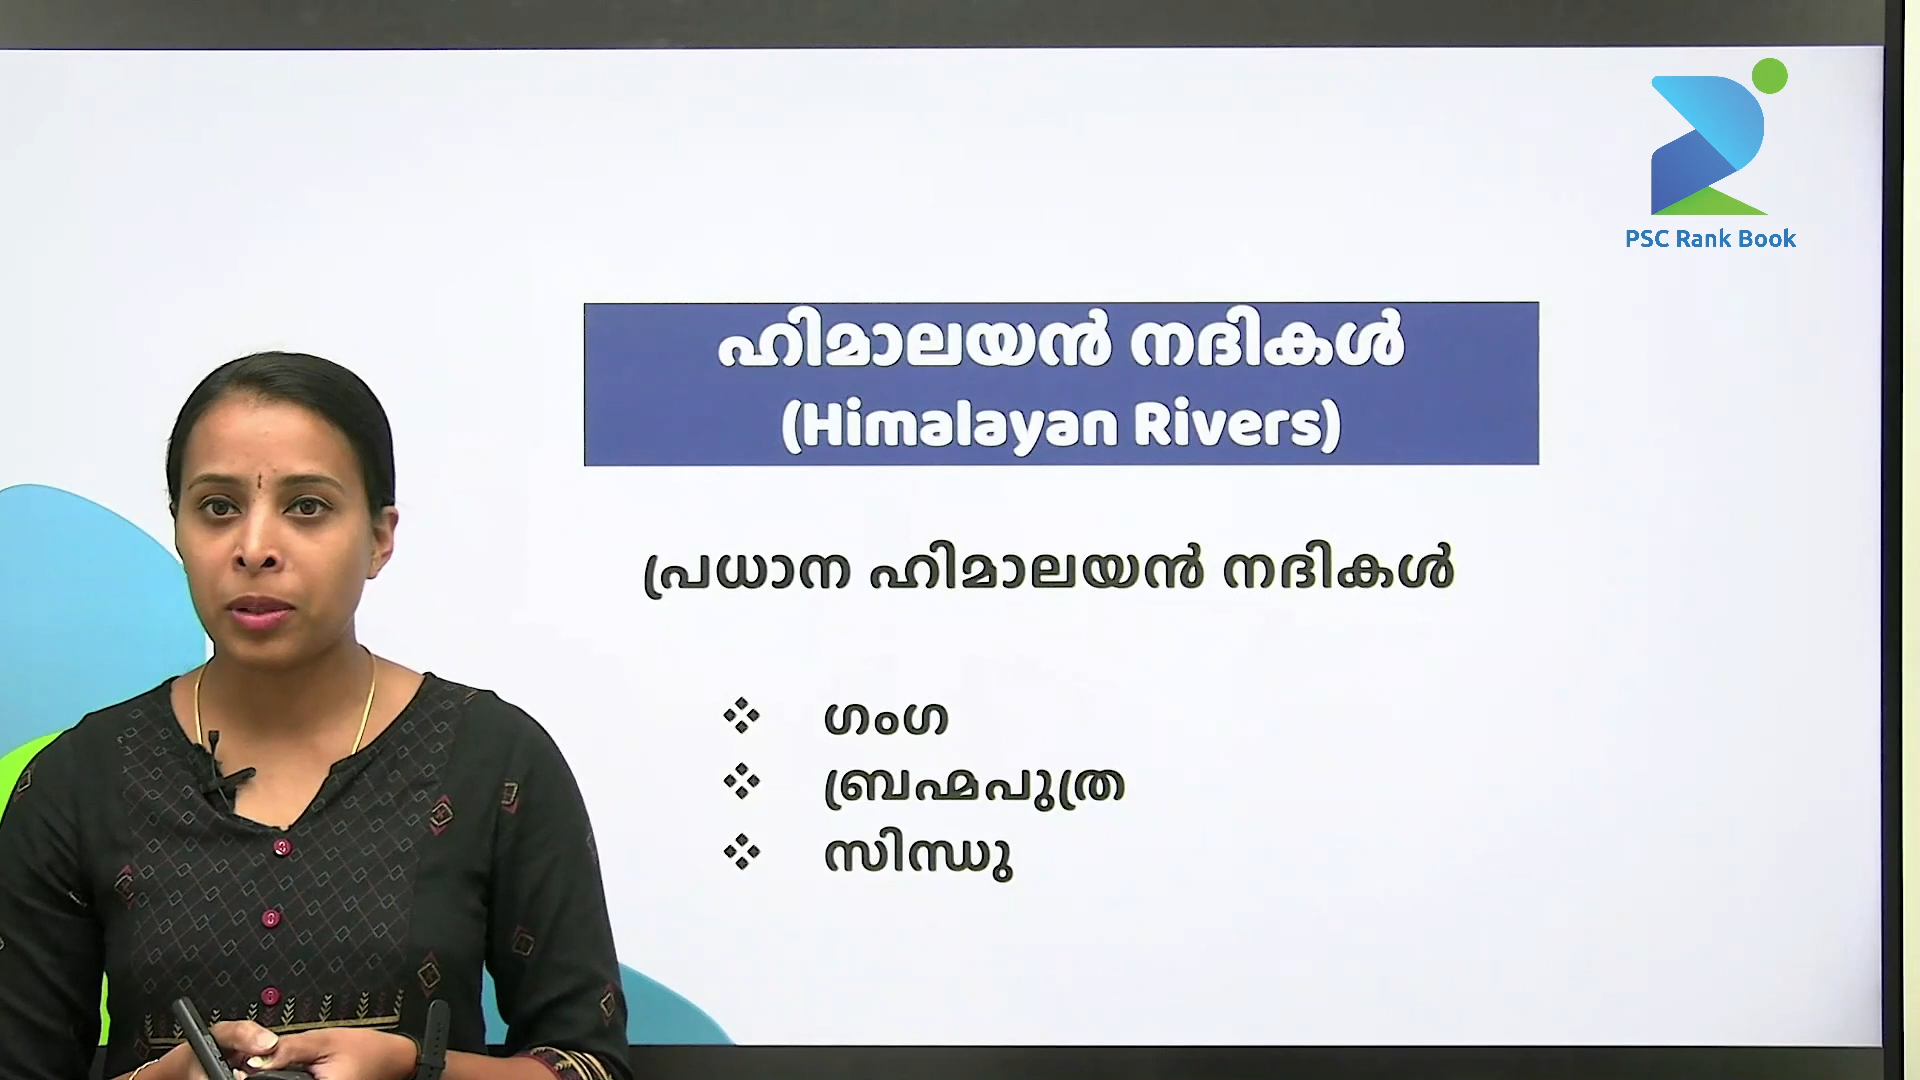 PSC Rank Book
ഹിമാലയൻ നദികൾ
(Himalayan Rivers)
പ്രധാന ഹിമാലയൻ നദികൾ
❖ ഗംഗ
❖ ബ്രഹ്മപുത്ര
❖ സിന്ധു